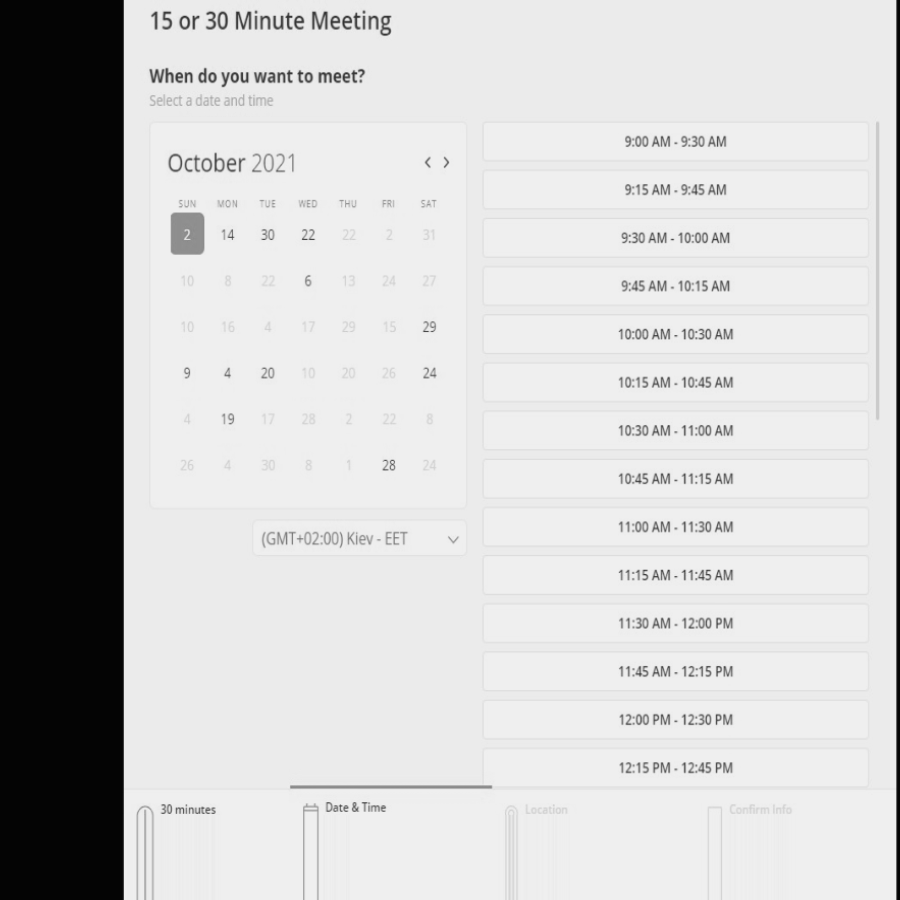 15 or 30 Minute Meeting
When do you want to meet?
Select a date and time
October 2021
SUN MON TUE WED THU FRI SAT
2 14 30 22 22 2 31
10 8 22 6 13 24 27
10 16 4 17 29 15 29
9 4 20 10 20 26 24
4 19 17 28 2 22 8
26 4 30 8 1 28 24
(GMT+02:00) Kiev - EET
9:00 AM - 9:30 AM
9:15 AM - 9:45 AM
9:30 AM - 10:00 AM
9:45 AM - 10:15 AM
10:00 AM - 10:30 AM
10:15 AM - 10:45 AM
10:30 AM - 11:00 AM
10:45 AM - 11:15 AM
11:00 AM - 11:30 AM
11:15 AM - 11:45 AM
11:30 AM - 12:00 PM
11:45 AM - 12:15 PM
12:00 PM - 12:30 PM
12:15 PM - 12:45 PM
30 minutes
Date & Time
Location
Confirm Info